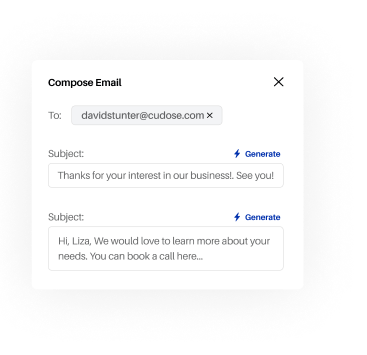 Compose Email
To: davidstunter@cudose.com
Subject: Generate
Thanks for your interest in our business!. See you!
Subject: Generate
Hi, Liza, We would love to learn more about your
needs. You can book a call here...